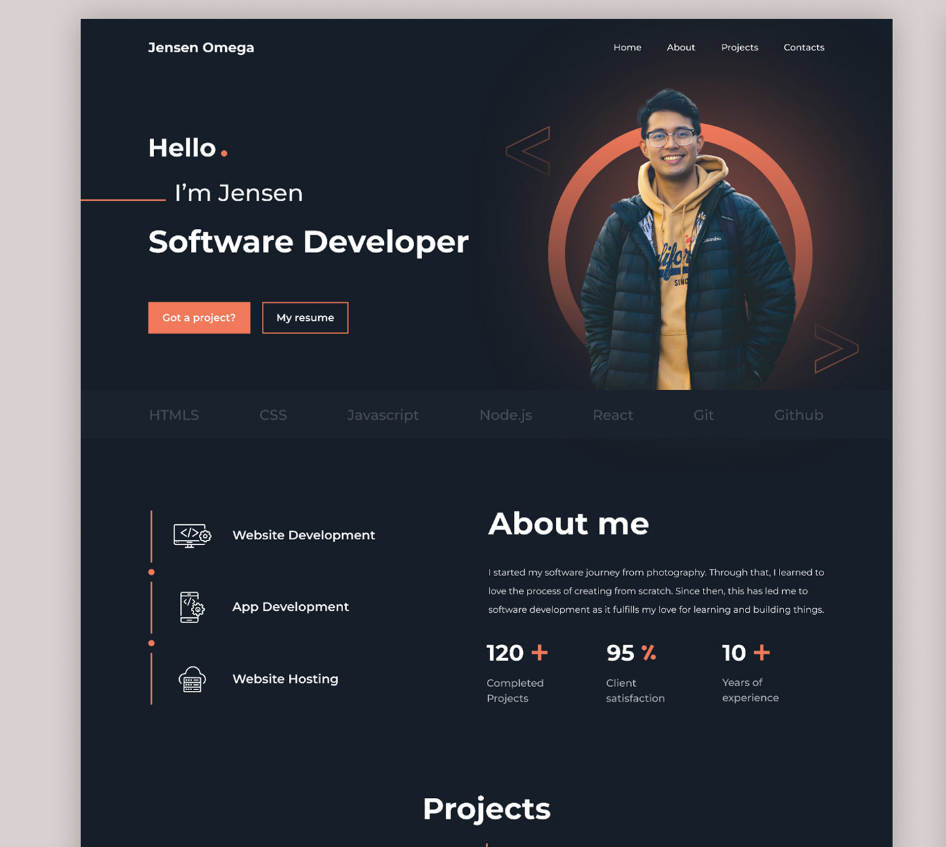 Jensen Omega
Home About Projects Contacts
Hello.
I'm Jensen
Software Developer
Got a project? My resume
Columbia
SINC
HTMLS CSS Javascript Node.js React Git Github
Website Development
App Development
Website Hosting
About me
I started my software journey from photography. Through that, I learned to
love the process of creating from scratch. Since then, this has led me to
software development as it fulfills my love for learning and building things.
120 + 95 % 10 +
Completed Client Years of
Projects satisfaction experience
Projects